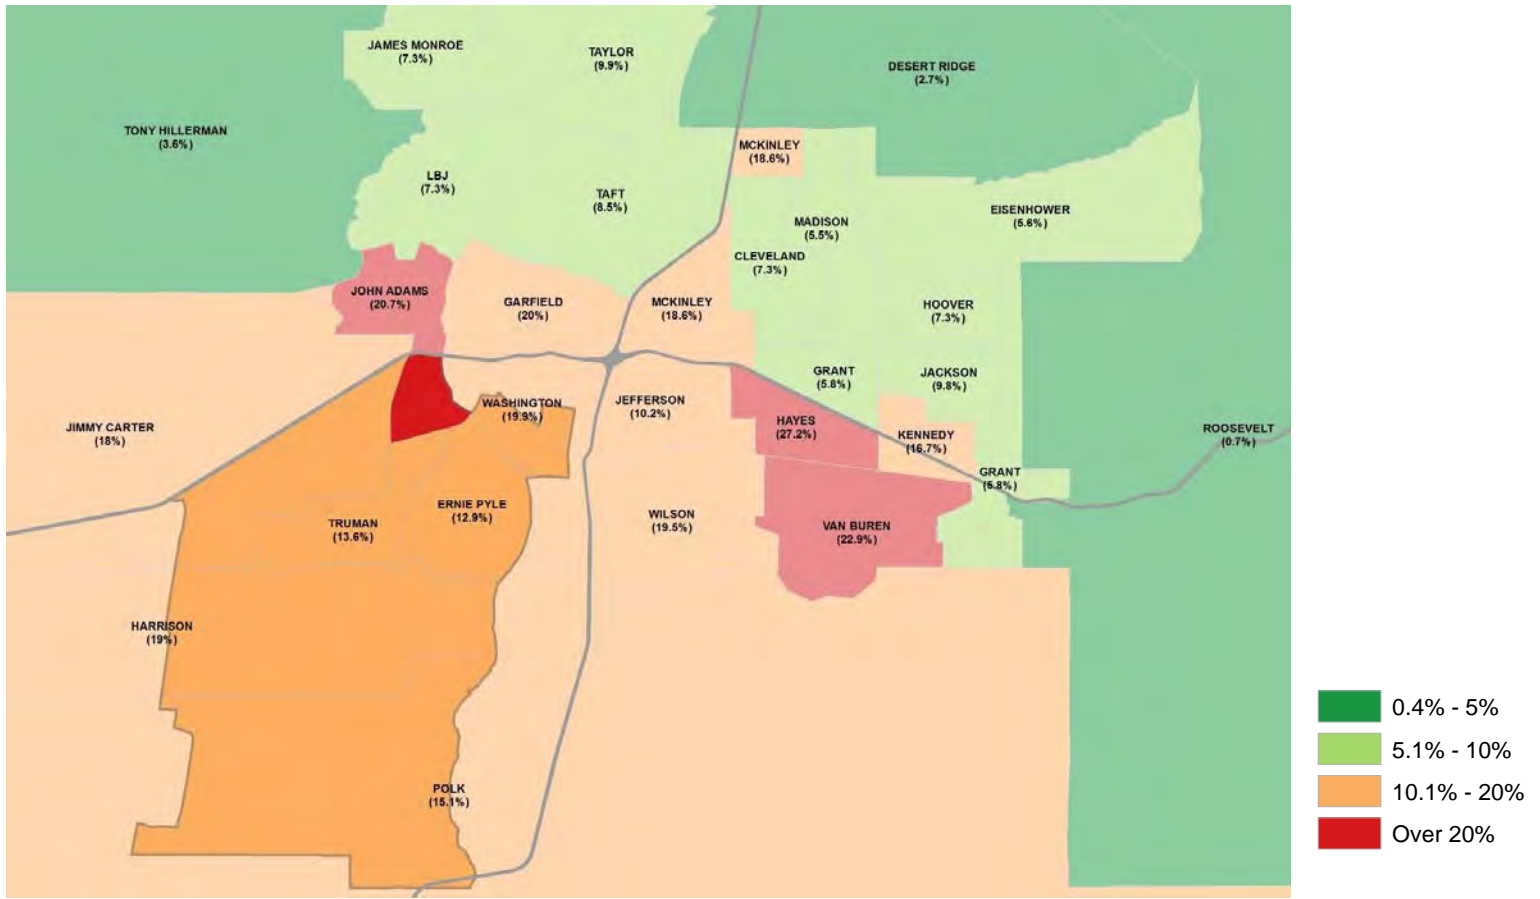 JAMES MONROE
(7.3%)
TAYLOR
(9.9%)
DESERT RIDGE
(2.7%)
TONY HILLERMAN
(3.6%)
MCKINLEY
(18.6%)
LBJ
(7.3%)
TAFT
(8.5%)
MADISON
(5.5%)
EISENHOWER
(5.6%)
CLEVELAND
(7.3%)
JOHN ADAMS
(20.7%)
GARFIELD
(20%)
MCKINLEY
(18.6%)
HOOVER
(7.3%)
GRANT
(5.8%)
JACKSON
(9.8%)
WASHINGTON
(19.9%)
JEFFERSON
(10.2%)
HAYES
(27.2%)
JIMMY CARTER
(18%)
KENNEDY
(16.7%)
ROOSEVELT
(0.7%)
GRANT
(5.8%)
ERNIE PYLE
(12.9%)
TRUMAN
(13.6%)
WILSON
(19.5%)
VAN BUREN
(22.9%)
HARRISON
(19%)
POLK
(15.1%)
0.4% - 5%
5.1% - 10%
10.1% - 20%
Over 20%